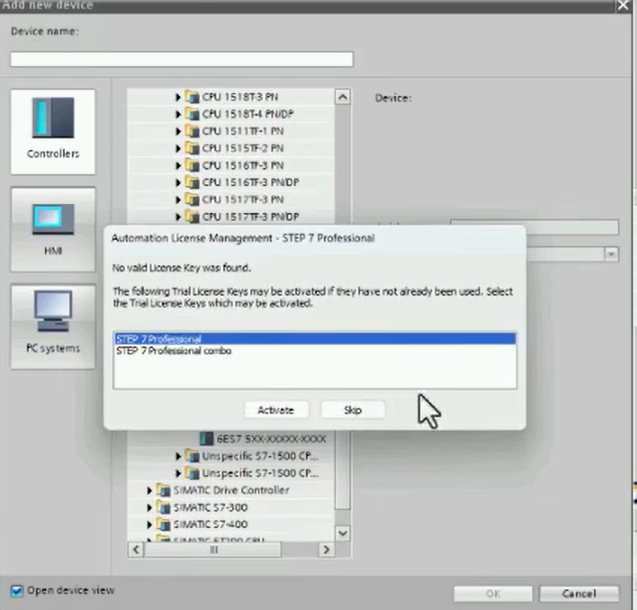 Add new device
Device name:
Controllers
HMI
PC systems
CPU 1518T-3 PN
CPU 1518T-4 PN/DP
CPU 1511TF-1 PN
CPU 1515TF-2 PN
CPU 1516TF-3 PN
CPU 1516TF-3 PN/DP
CPU 1517TF-3 PN
CPU 1517TF-3 PN/DP
Device:
Automation License Management - STEP 7 Professional
No valid License Key was found.
The following Trial License Keys may be activated if they have not already been used. Select
the Trial License Keys which may be activated.
STEP 7 Professional
STEP 7 Professional combo
Activate
Skip
6ES7 5XX-XXXXX-XXXX
Unspecific S7-1500 CP...
Unspecific S7-1500 CP...
SIMATIC Drive Controller
SIMATIC S7-300
SIMATIC S7-400
SIMATIC ET200 CPU
Open device view
OK
Cancel